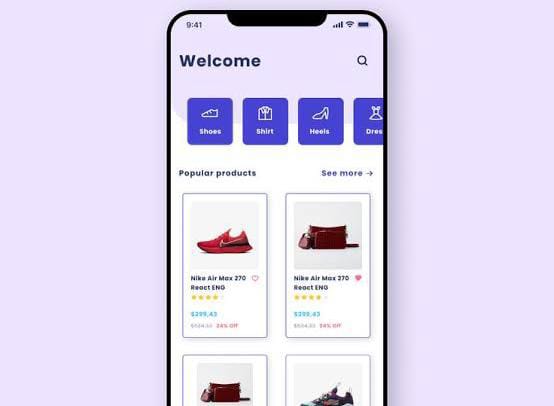 9:41
Welcome
Shoes Shirt Heels Dres
Popular products See more →
Nike Air Max 270 Nike Air Max 270
React ENG React ENG
$299,43 $299,43
$534,33 24% Off $534,33 24% Off